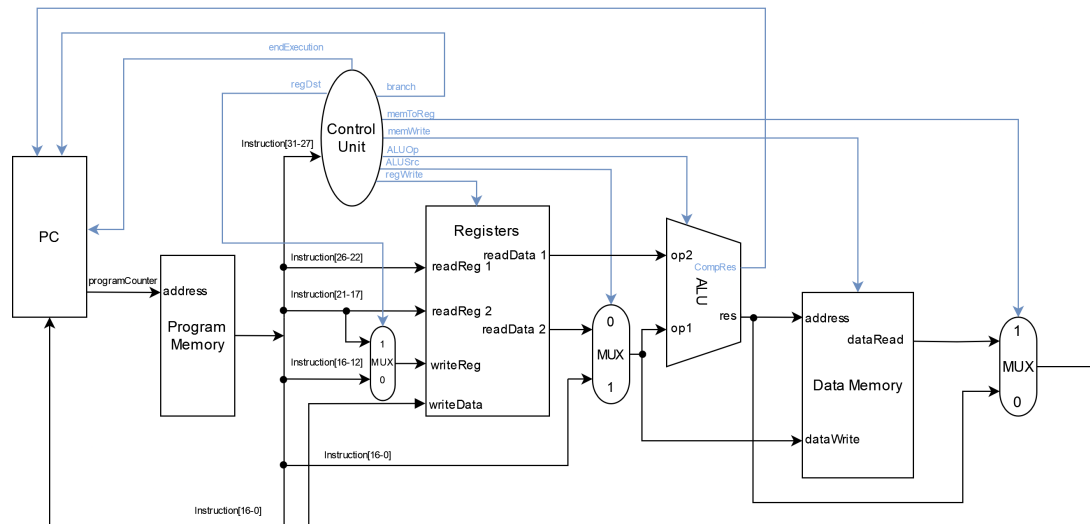 endExecution
regDst
branch
memToReg
memWrite
Control
Unit
ALUOp
ALUSrc
regWrite
Instruction[31-27]
PC
programCounter
address
Program
Memory
Registers
Instruction[26-22]
readReg 1
readData 1
Instruction[21-17]
readReg 2
readData 2
1
MUX
0
Instruction[16-12]
writeReg
writeData
0
MUX
1
op2
CompRes
ALU
op1
res
address
dataRead
Data Memory
dataWrite
1
MUX
0
Instruction[16-0]
Instruction[16-0]